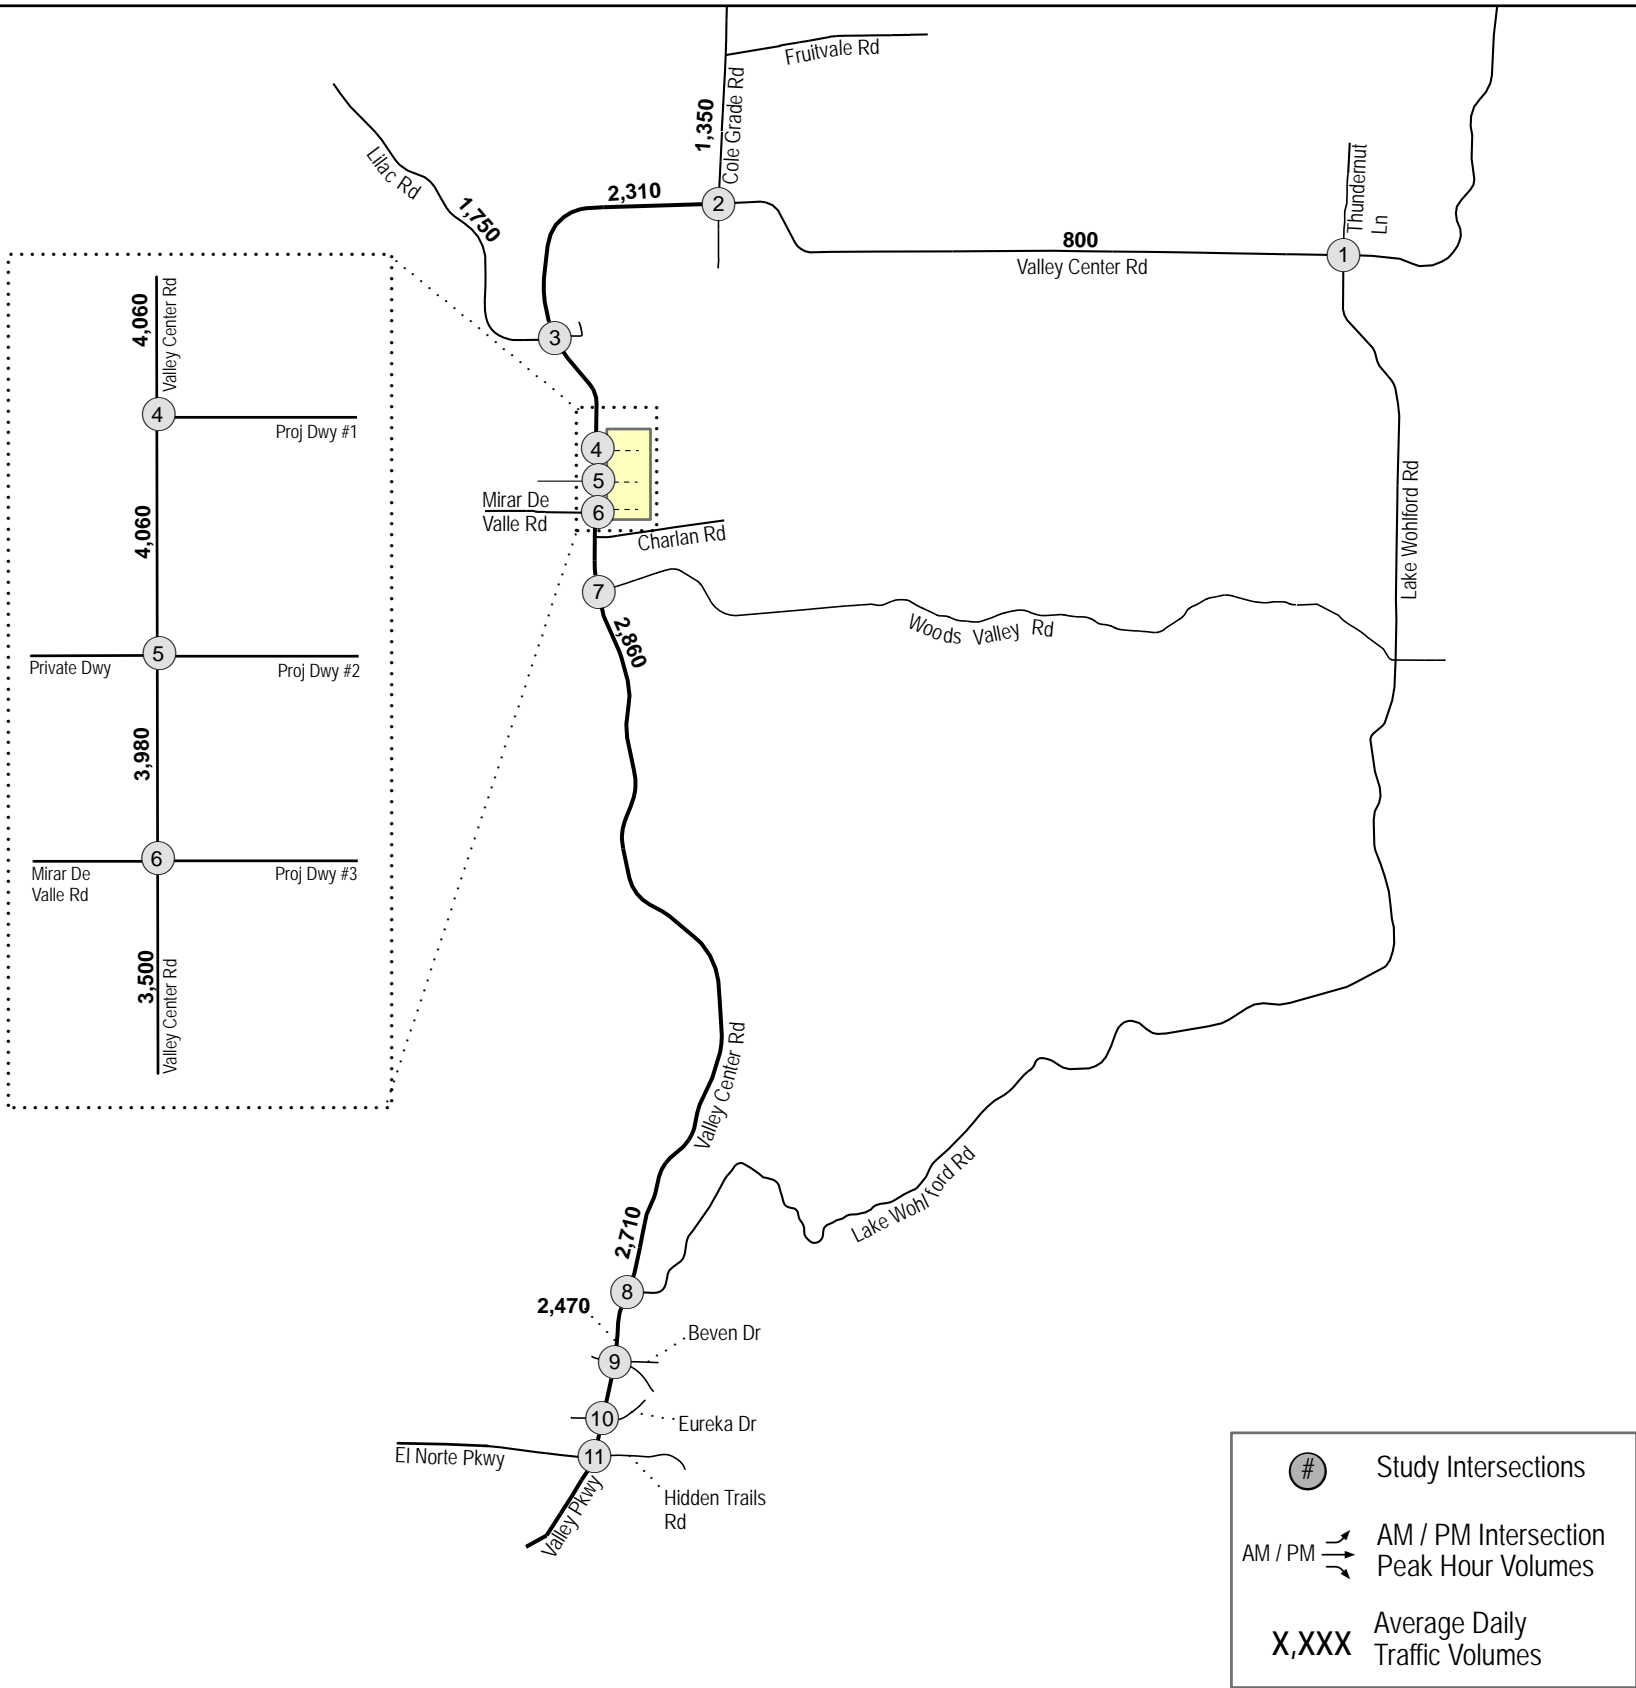 Fruitvale Rd
Cole Grade Rd
1,350
Lilac Rd
1,750
2,310
2
Thundernut
Ln
800
1
Valley Center Rd
3
4,060
Valley Center Rd
4
Proj Dwy #1
4,060
5
Private Dwy
Proj Dwy #2
3,980
6
Mirar De
Valle Rd
Proj Dwy #3
3,500
Valley Center Rd
4
5
6
Mirar De
Valle Rd
Charlan Rd
7
2,860
Woods Valley Rd
Lake Wohlford Rd
Valley Center Rd
Lake Wohlford Rd
2,710
8
2,470
Beven Dr
9
10
Eureka Dr
El Norte Pkwy
11
Hidden Trails
Rd
Valley Pkwy
#
Study Intersections
AM / PM
AM / PM Intersection
Peak Hour Volumes
X,XXX
Average Daily
Traffic Volumes